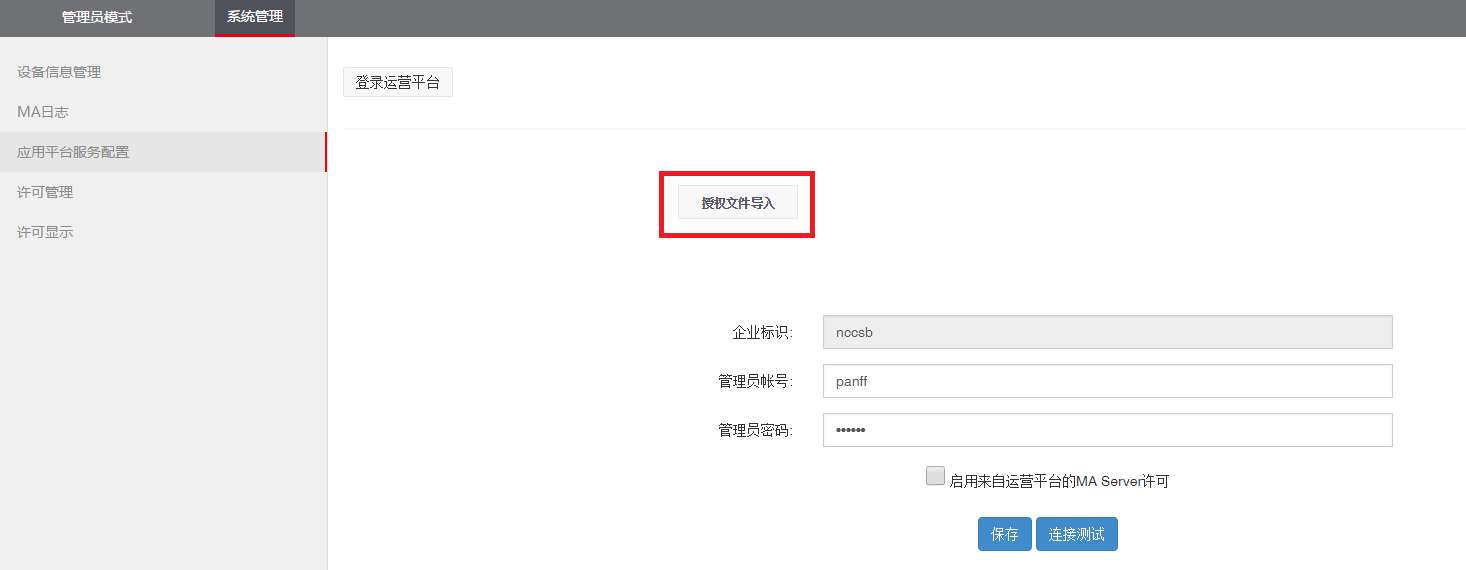 管理员模式
系统管理
设备信息管理
MA日志
应用平台服务配置
许可管理
许可显示
登录运营平台
授权文件导入
企业标识: nccsb
管理员帐号: panff
管理员密码: ••••••
启用来自运营平台的MA Server许可
保存 连接测试